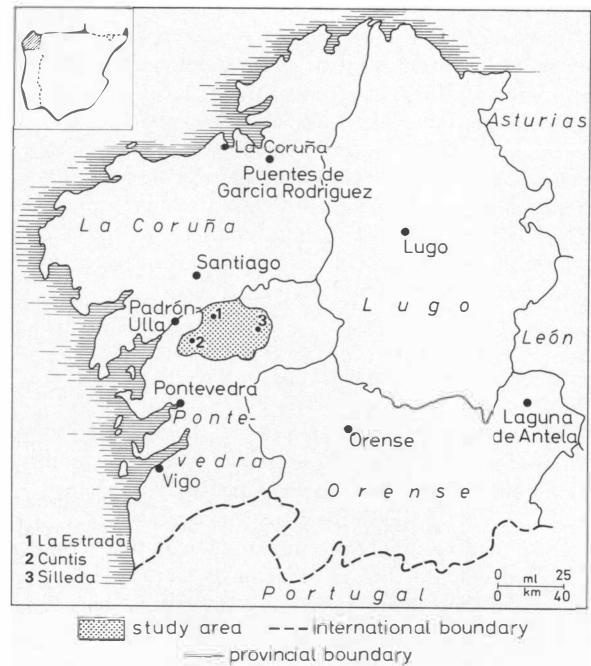 Asturias
La Coruña
Puentes de
García Rodriguez
La Coruña
Lugo
Santiago
Lugo
Padrón-
Ulla
1
3
2
León
Pontevedra
Ponte-
vedra
Laguna
de Antela
Orense
Vigo
Orense
1 La Estrada
2 Cuntis
3 Silleda
Portugal
0 ml 25
km 40
study area
international boundary
provincial boundary